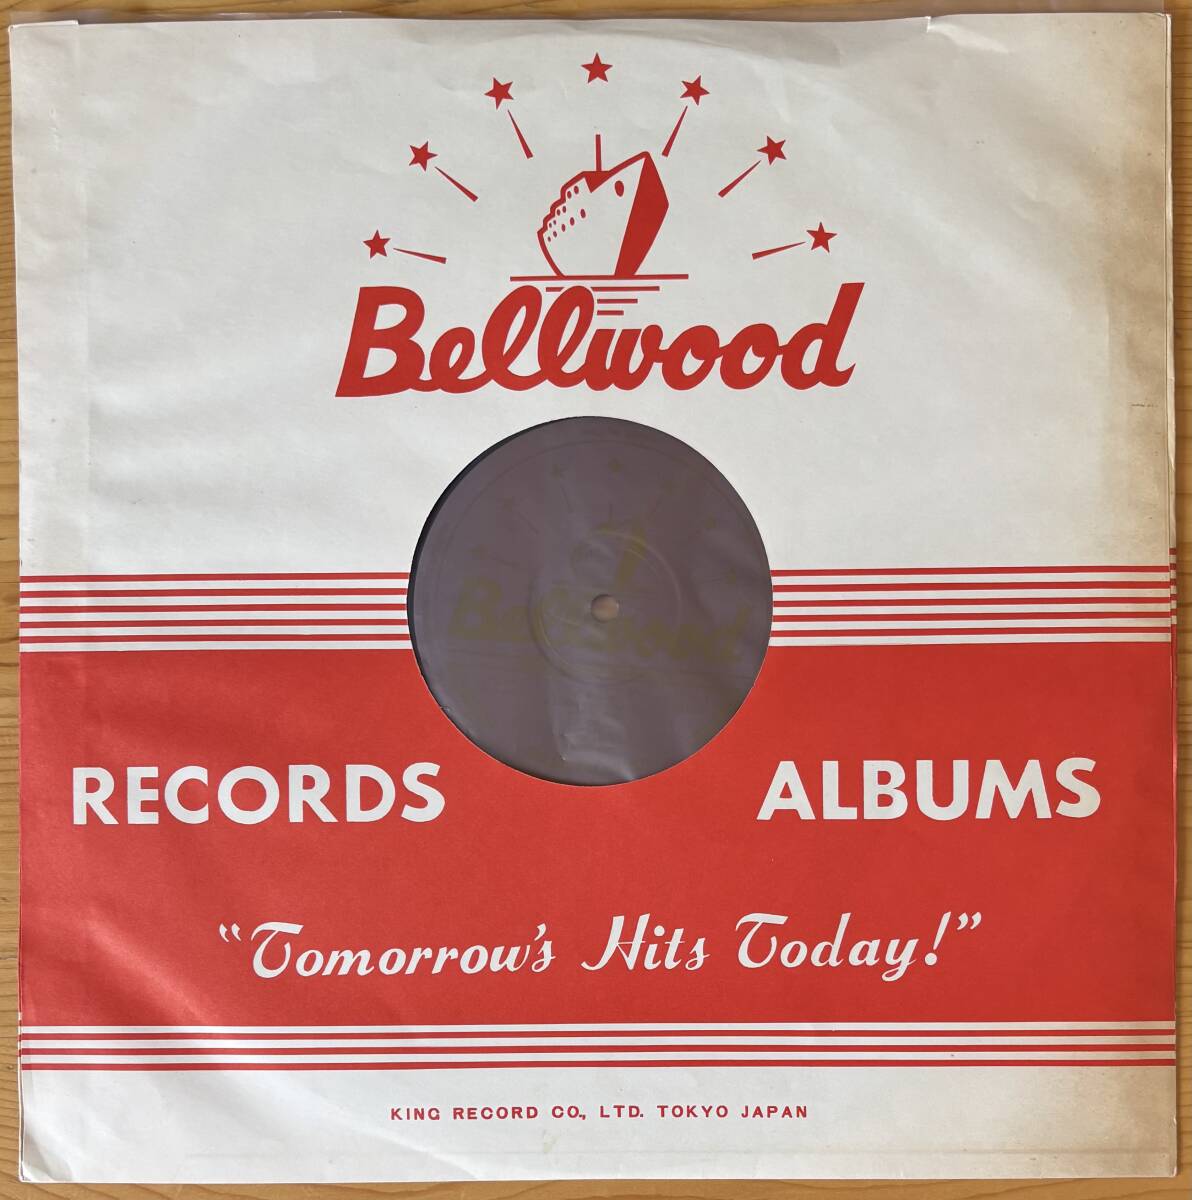 Bellwood
Bellwood
RECORDS ALBUMS
“Tomorrow's Hits Today!”
KING RECORD CO., LTD. TOKYO JAPAN